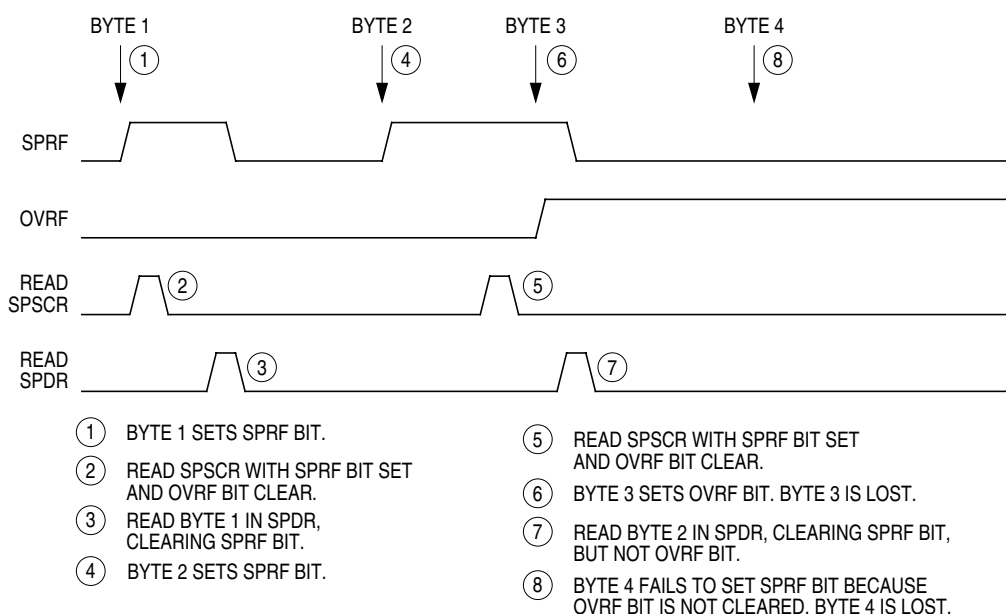 BYTE 1 BYTE 2 BYTE 3 BYTE 4
1 4 6 8
SPRF
OVRF
READ
SPSCR
2 5
READ
SPDR
3 7
1 BYTE 1 SETS SPRF BIT.
2 READ SPSCR WITH SPRF BIT SET
AND OVRF BIT CLEAR.
3 READ BYTE 1 IN SPDR,
CLEARING SPRF BIT.
4 BYTE 2 SETS SPRF BIT.
5 READ SPSCR WITH SPRF BIT SET
AND OVRF BIT CLEAR.
6 BYTE 3 SETS OVRF BIT. BYTE 3 IS LOST.
7 READ BYTE 2 IN SPDR, CLEARING SPRF BIT,
BUT NOT OVRF BIT.
8 BYTE 4 FAILS TO SET SPRF BIT BECAUSE
OVRF BIT IS NOT CLEARED. BYTE 4 IS LOST.